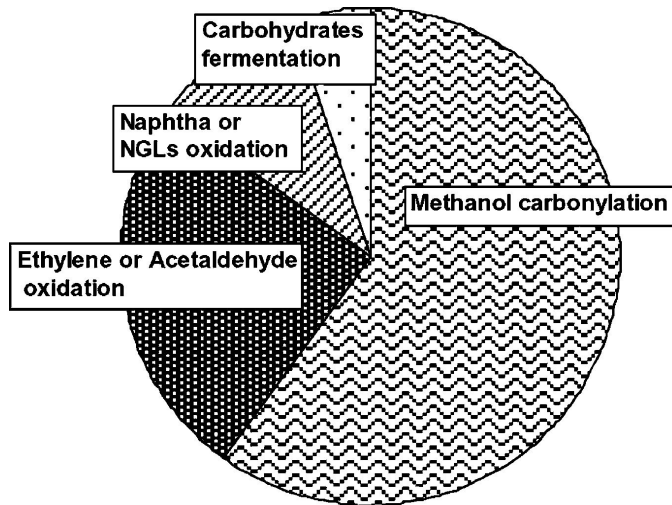 Carbohydrates
fermentation
Naphtha or
NGLs oxidation
Methanol carbonylation
Ethylene or Acetaldehyde
oxidation